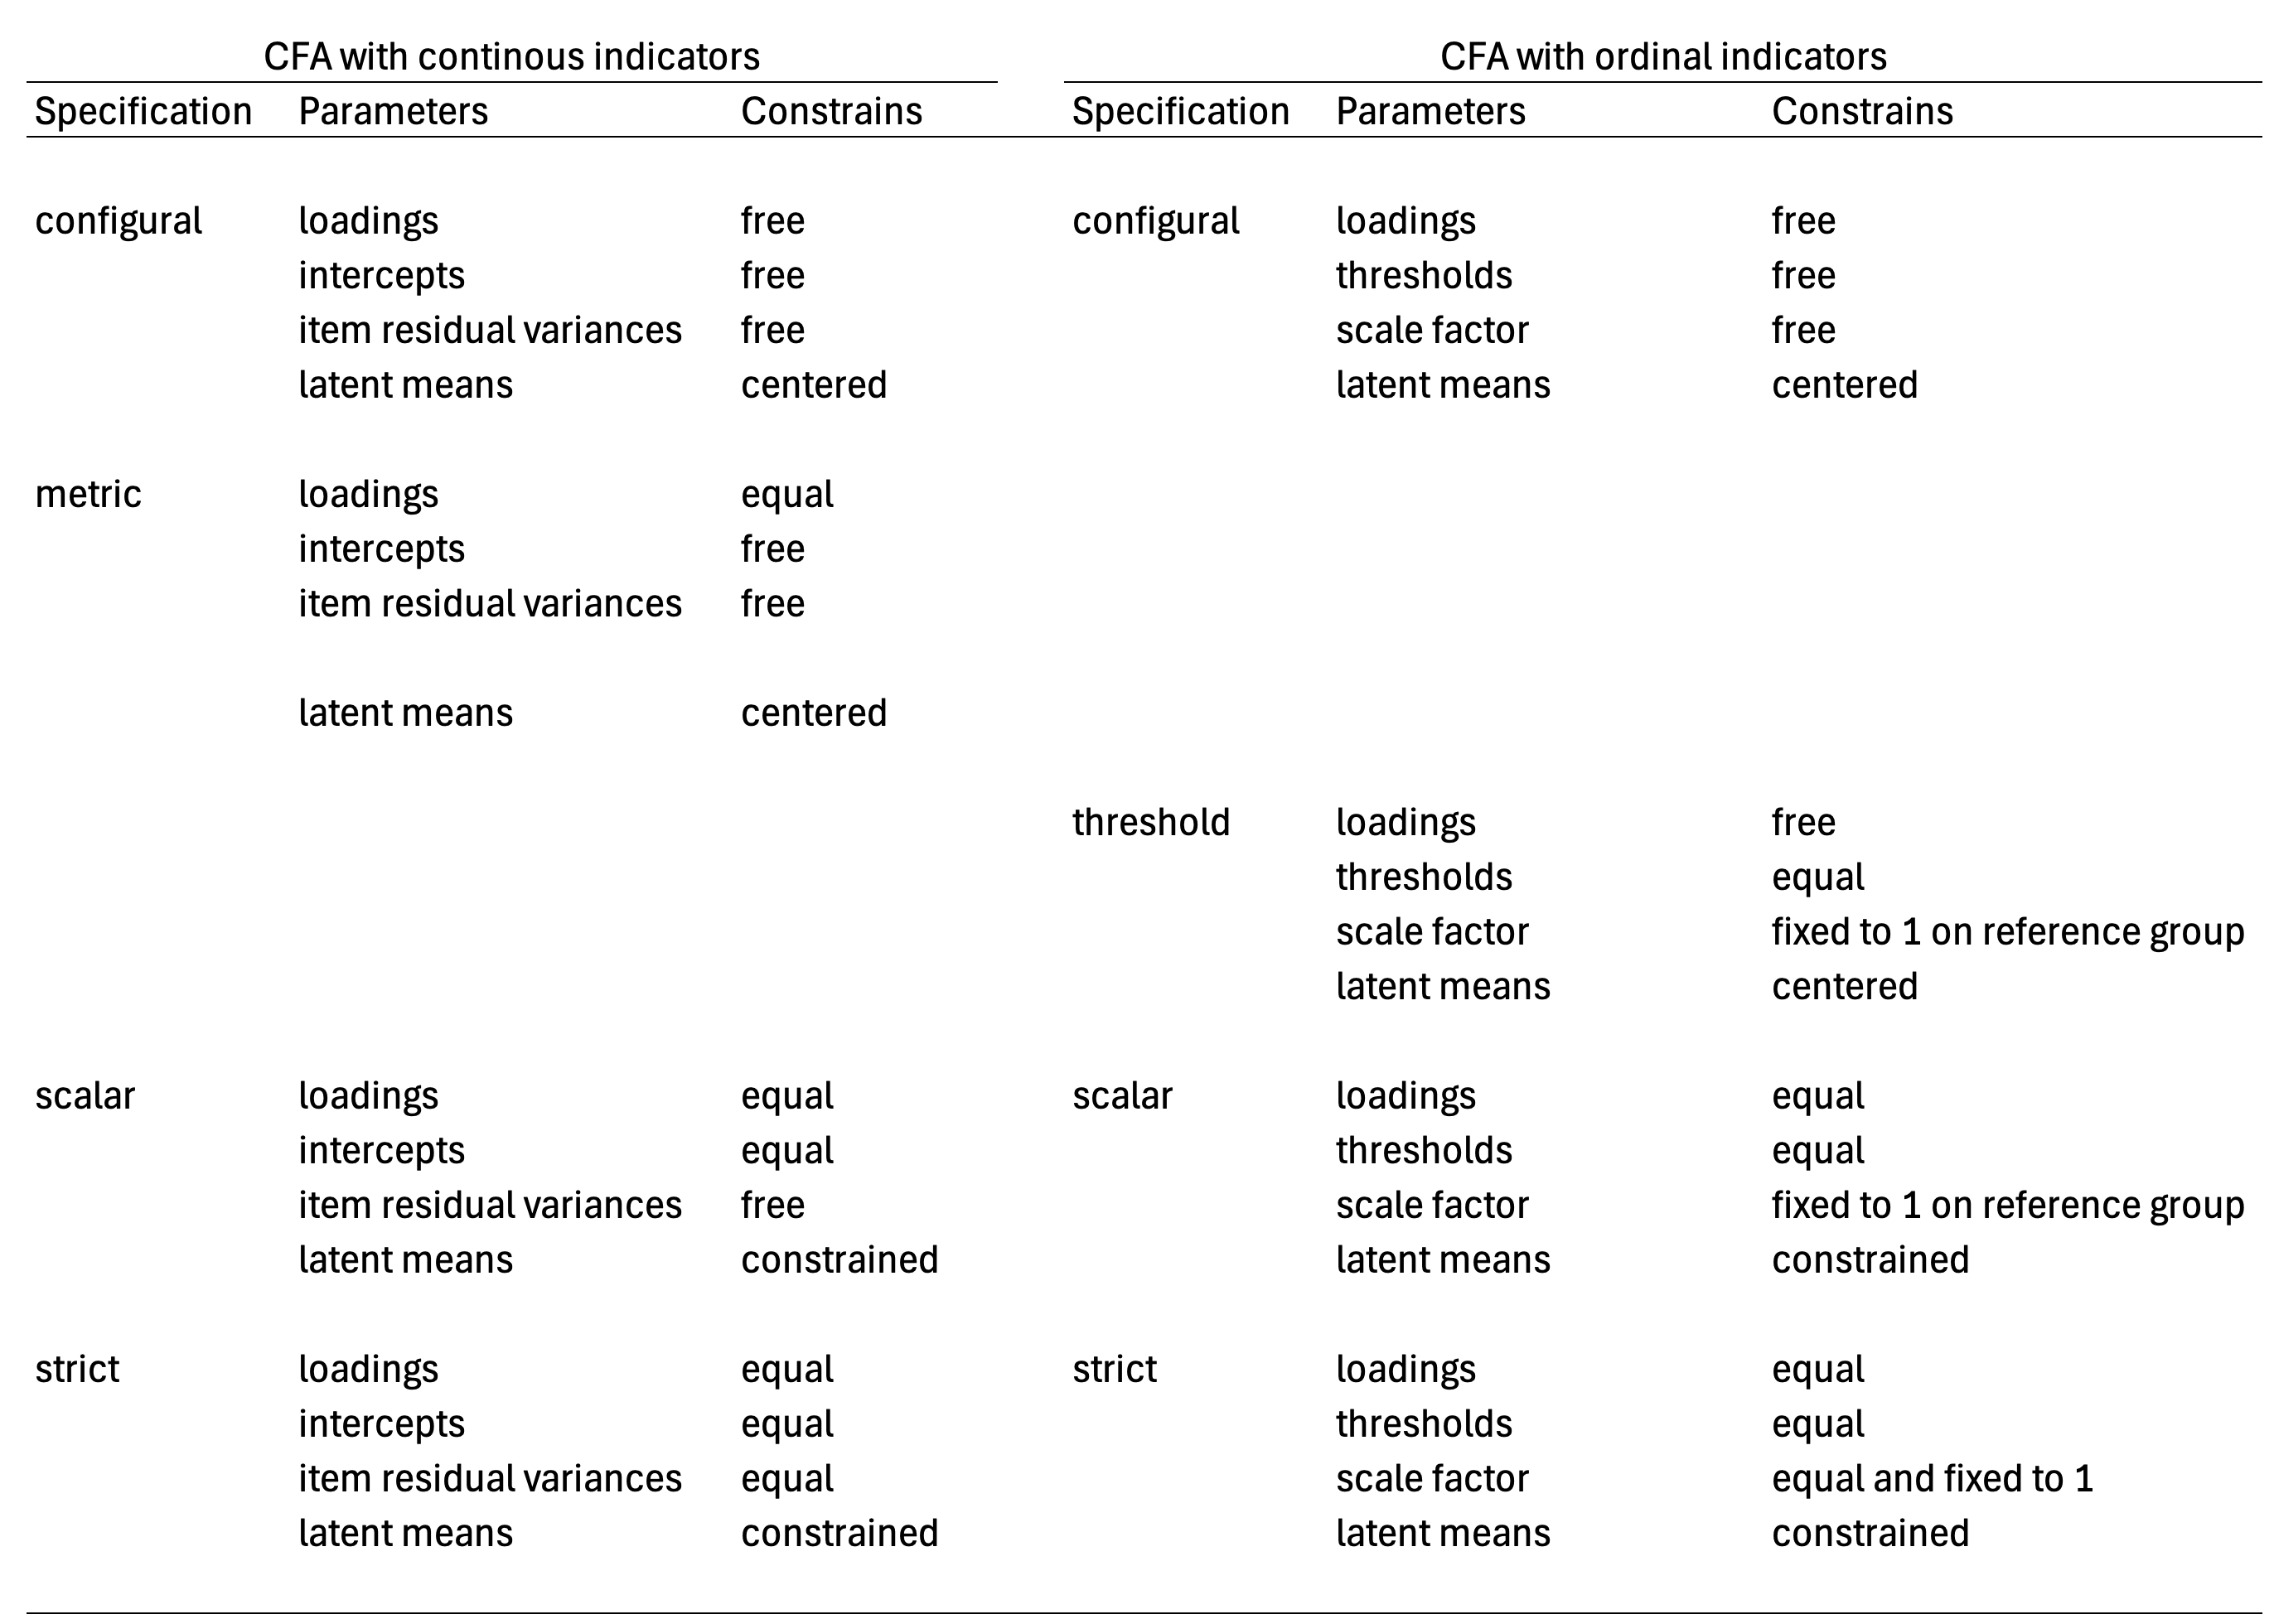 CFA with continous indicators CFA with ordinal indicators
Specification Parameters Constrains Specification Parameters Constrains
configural loadings free configural loadings free
intercepts free thresholds free
item residual variances free scale factor free
latent means centered latent means centered
metric loadings equal
intercepts free
item residual variances free
latent means centered
threshold loadings free
thresholds equal
scale factor fixed to 1 on reference group
latent means centered
scalar loadings equal scalar loadings equal
intercepts equal thresholds equal
item residual variances free scale factor fixed to 1 on reference group
latent means constrained latent means constrained
strict loadings equal strict loadings equal
intercepts equal thresholds equal
item residual variances equal scale factor equal and fixed to 1
latent means constrained latent means constrained